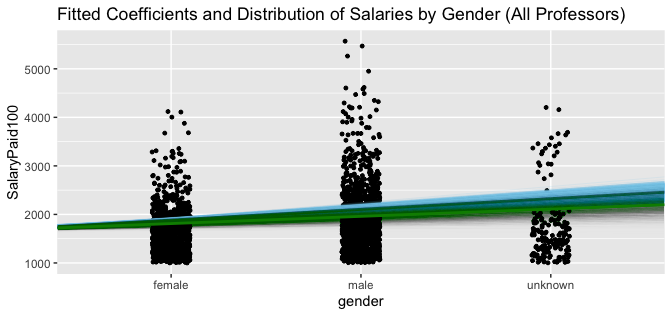 Fitted Coefficients and Distribution of Salaries by Gender (All Professors)
SalaryPaid100
5000
4000
3000
2000
1000
female male unknown
gender